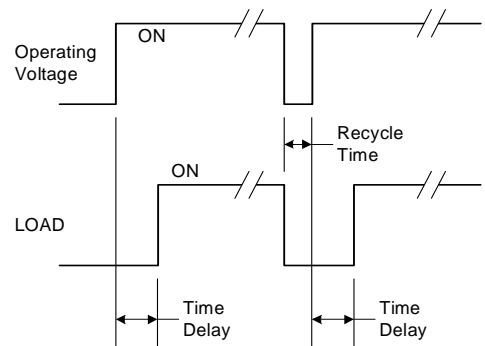 ON
Operating
Voltage
Recycle
Time
ON
LOAD
Time
Delay
Time
Delay